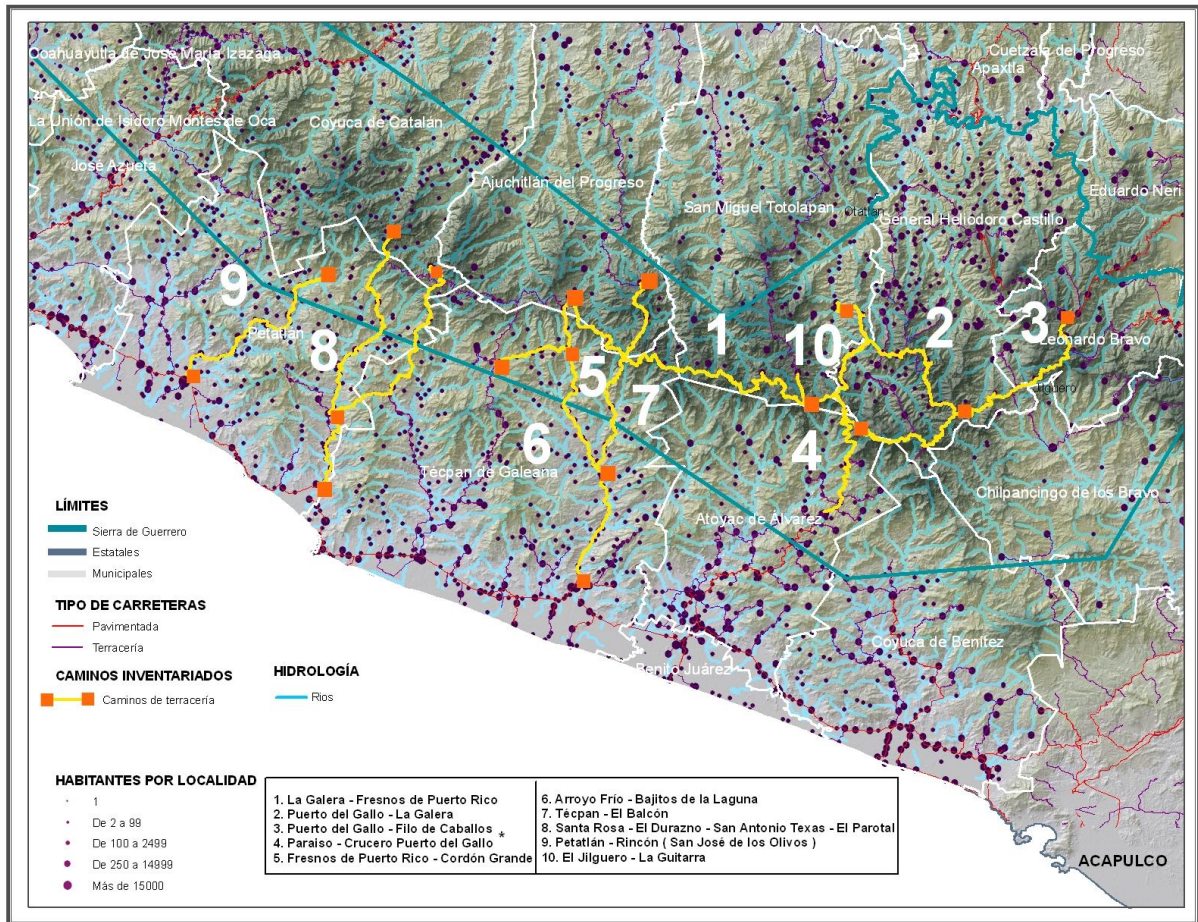 Cuetzala del Progreso
Apaxtla
Coahuayutla de José María Izazága
La Unión de Isidoro Montes de Oca
Coyuca de Catalán
José Azueta
Ajuchitlán del Progreso
San Miguel Totolapan
Otatlán
General Heliodoro Castillo
Eduardo Neri
9
Petatlán
8
1
10
2
3
Leonardo Bravo
Jilguero
5
7
6
4
Técpan de Galeana
Chilpancingo de los Bravo
Atoyac de Álvarez
Coyuca de Benítez
Benito Juárez
ACAPULCO
LÍMITES
Sierra de Guerrero
Estatales
Municipales
TIPO DE CARRETERAS
Pavimentada
Terracería
CAMINOS INVENTARIADOS
Caminos de terracería
HIDROLOGÍA
Rios
HABITANTES POR LOCALIDAD
1
De 2 a 99
De 100 a 2499
De 250 a 14999
Más de 15000
1. La Galera - Fresnos de Puerto Rico
2. Puerto del Gallo - La Galera
3. Puerto del Gallo - Filo de Caballos *
4. Paraiso - Crucero Puerto del Gallo
5. Fresnos de Puerto Rico - Cordón Grande
6. Arroyo Frío - Bajitos de la Laguna
7. Técpan - El Balcón
8. Santa Rosa - El Durazno - San Antonio Texas - El Parotal
9. Petatlán - Rincón ( San José de los Olivos )
10. El Jilguero - La Guitarra